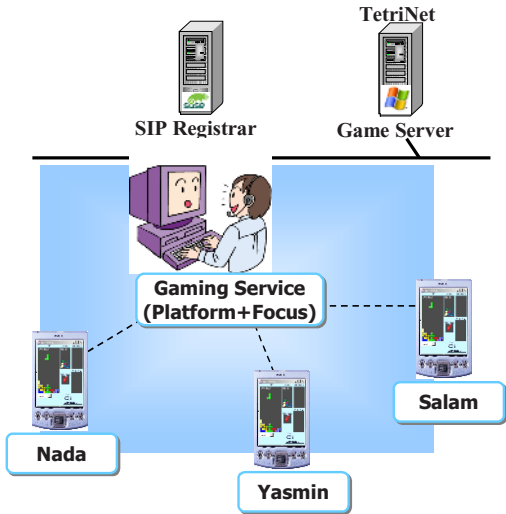 TetriNet
SIP Registrar
Game Server
Gaming Service
(Platform+Focus)
Salam
Nada
Yasmin